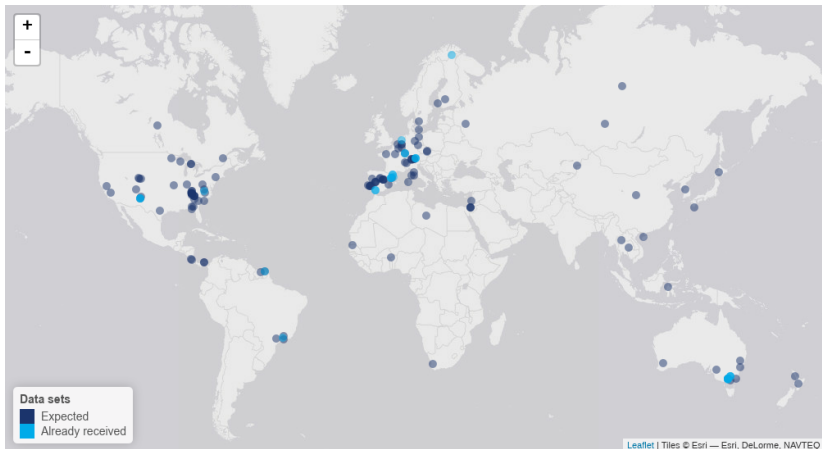 +
-
Data sets
Expected
Already received
Leaflet | Tiles © Esri — Esri, DeLorme, NAVTEQ